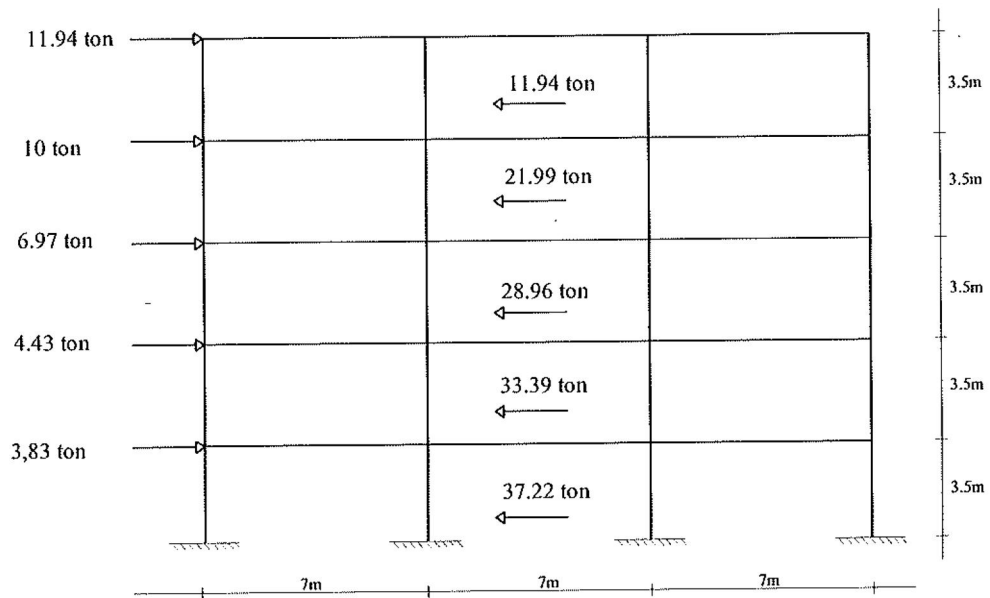 11.94 ton
3.5m
11.94 ton
10 ton
21.99 ton
3.5m
6.97 ton
28.96 ton
3.5m
4.43 ton
33.39 ton
3.5m
3,83 ton
37.22 ton
3.5m
7m
7m
7m